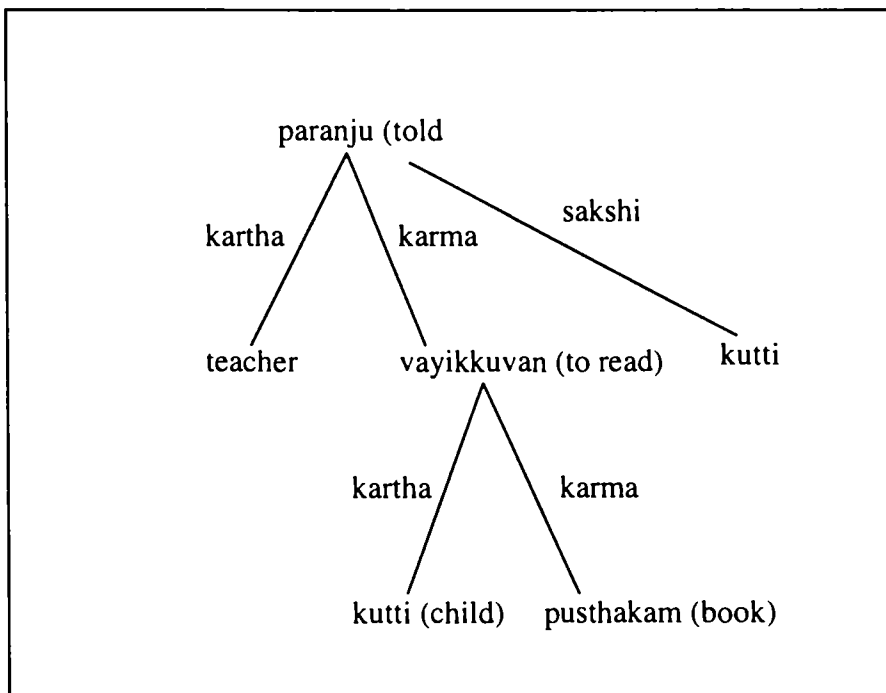 paranju (told
sakshi
kartha karma
teacher vayikkuvan (to read) kutti
kartha karma
kutti (child) pusthakam (book)